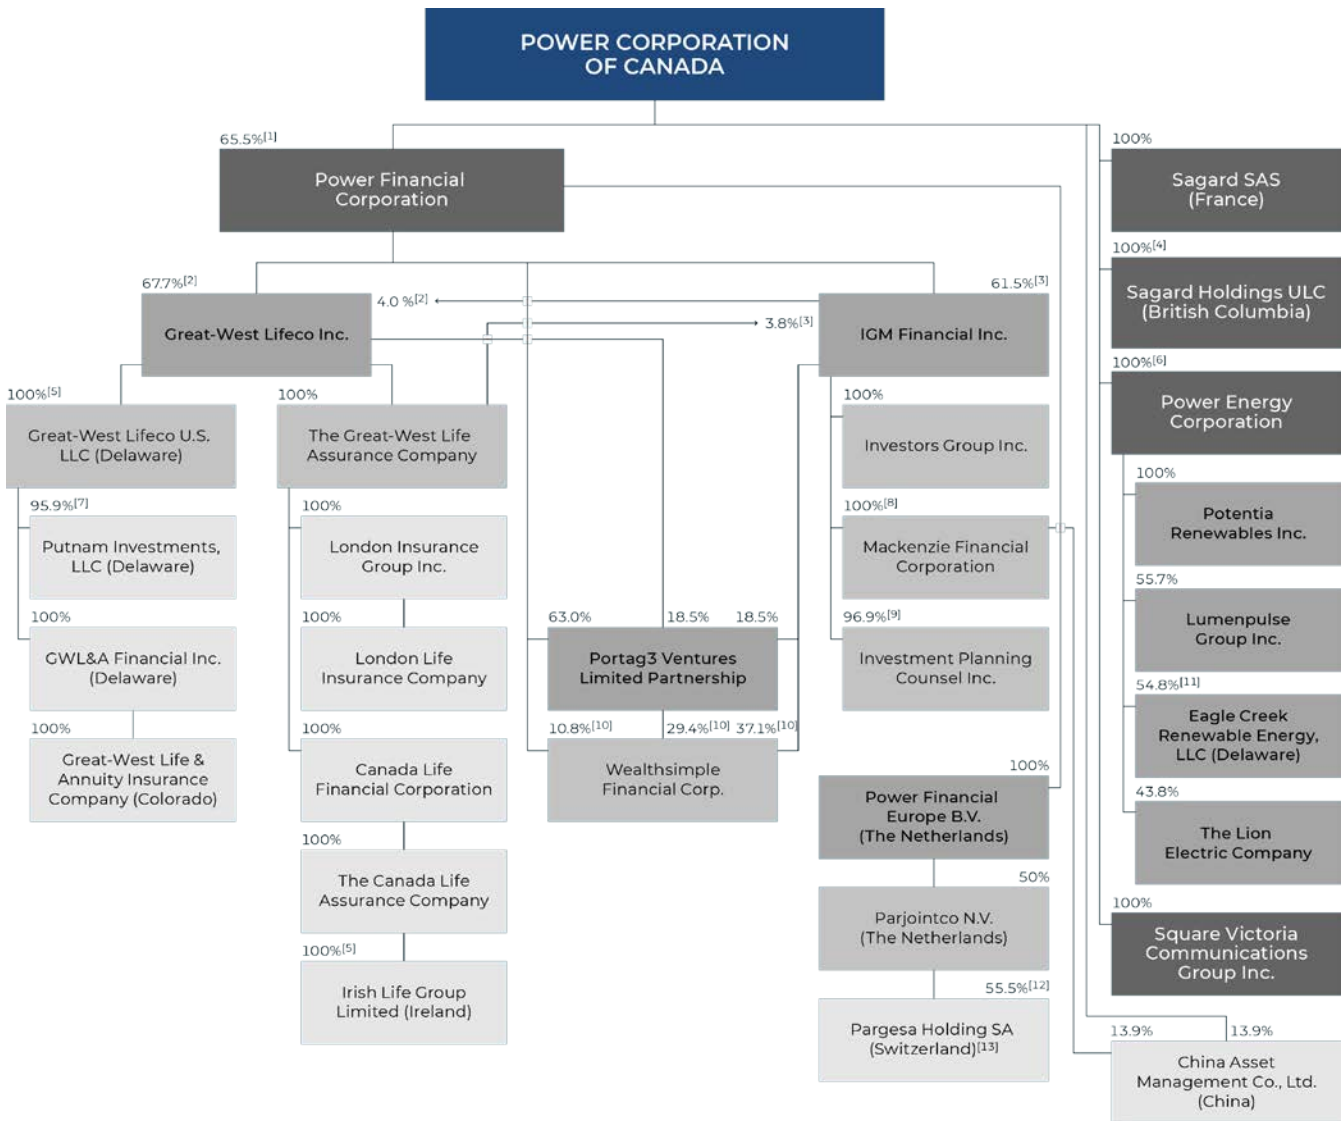 POWER CORPORATION
OF CANADA
65.5%[1]
Power Financial
Corporation
100%
Sagard SAS
(France)
100%[4]
Sagard Holdings ULC
(British Columbia)
67.7%[2]
Great-West Lifeco Inc.
4.0 %[2]
3.8%[3]
61.5%[3]
IGM Financial Inc.
100%[6]
Power Energy
Corporation
100%[5]
Great-West Lifeco U.S.
LLC (Delaware)
100%
The Great-West Life
Assurance Company
100%
Investors Group Inc.
95.9%[7]
Putnam Investments,
LLC (Delaware)
100%
London Insurance
Group Inc.
100%[8]
Mackenzie Financial
Corporation
100%
Potentia
Renewables Inc.
100%
GWL&A Financial Inc.
(Delaware)
100%
London Life
Insurance Company
63.0%
18.5%
18.5%
Portag3 Ventures
Limited Partnership
96.9%[9]
Investment Planning
Counsel Inc.
55.7%
Lumenpulse
Group Inc.
100%
Great-West Life &
Annuity Insurance
Company (Colorado)
100%
Canada Life
Financial Corporation
10.8%[10]
29.4%[10]
37.1%[10]
Wealthsimple
Financial Corp.
54.8%[11]
Eagle Creek
Renewable Energy,
LLC (Delaware)
100%
Power Financial
Europe B.V.
(The Netherlands)
43.8%
The Lion
Electric Company
100%
The Canada Life
Assurance Company
50%
Parjointco N.V.
(The Netherlands)
100%
Square Victoria
Communications
Group Inc.
100%[5]
Irish Life Group
Limited (Ireland)
55.5%[12]
Pargesa Holding SA
(Switzerland)[13]
13.9%
13.9%
China Asset
Management Co., Ltd.
(China)